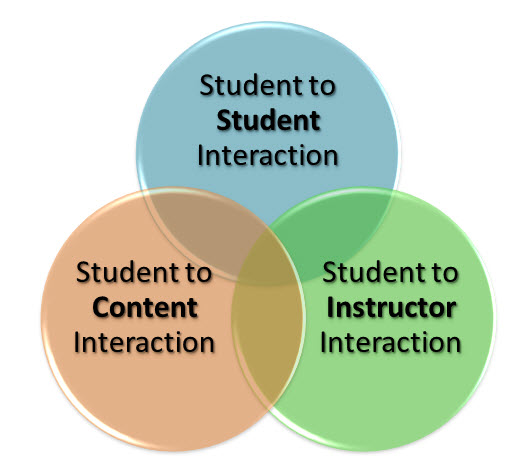 Student to
Student
Interaction
Student to
Content
Interaction
Student to
Instructor
Interaction